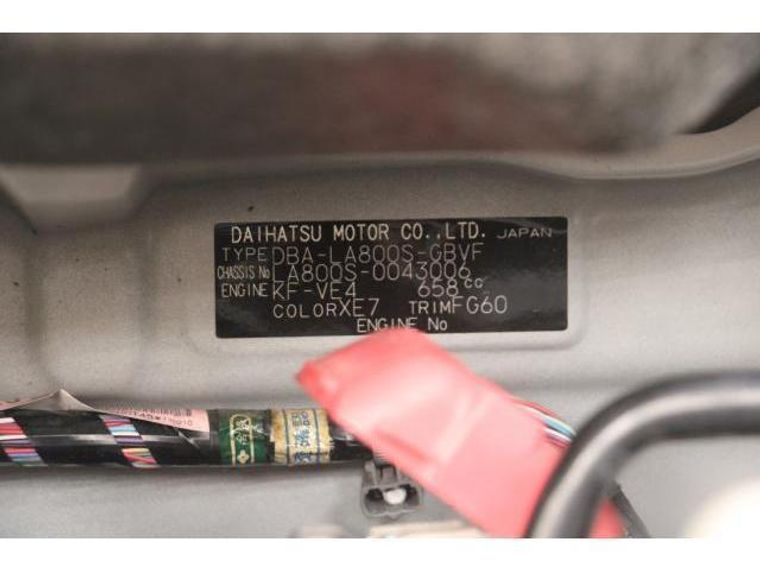 DAIHATSU MOTOR CO.,LTD. JAPAN
TYPE DBA-LA800S-GBVF
CHASSIS No LA800S-0043006
ENGINE KF-VE4 658cc
COLOR XE7 TRIM FG60
ENGINE No